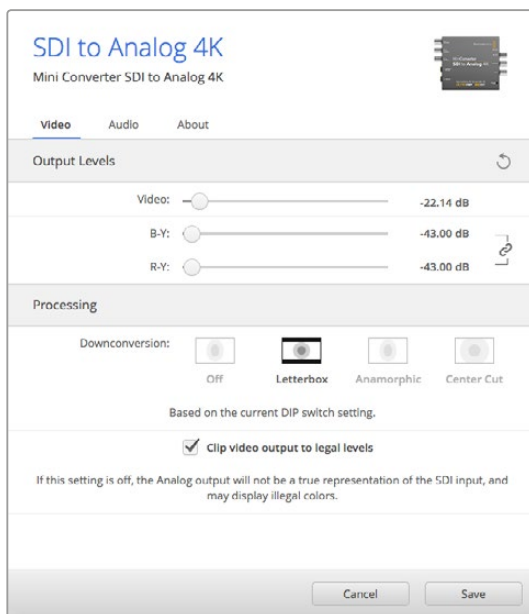 SDI to Analog 4K
Mini Converter SDI to Analog 4K
Video Audio About
Output Levels
Video: -22.14 dB
B-Y: -43.00 dB
R-Y: -43.00 dB
Processing
Downconversion:
Off Letterbox Anamorphic Center Cut
Based on the current DIP switch setting.
Clip video output to legal levels
If this setting is off, the Analog output will not be a true representation of the SDI input, and
may display illegal colors.
Cancel Save